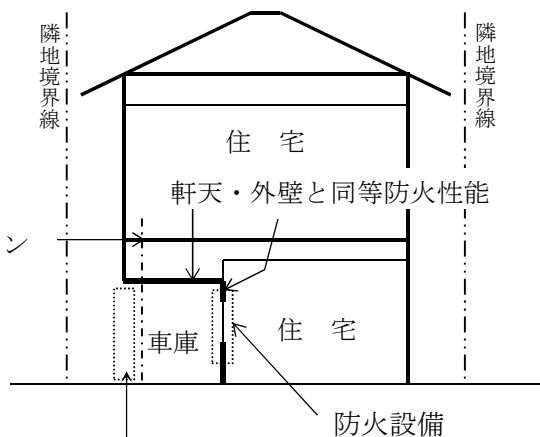 隣地境界線
隣地境界線
住 宅
軒天・外壁と同等防火性能
ン
車庫
住 宅
防火設備